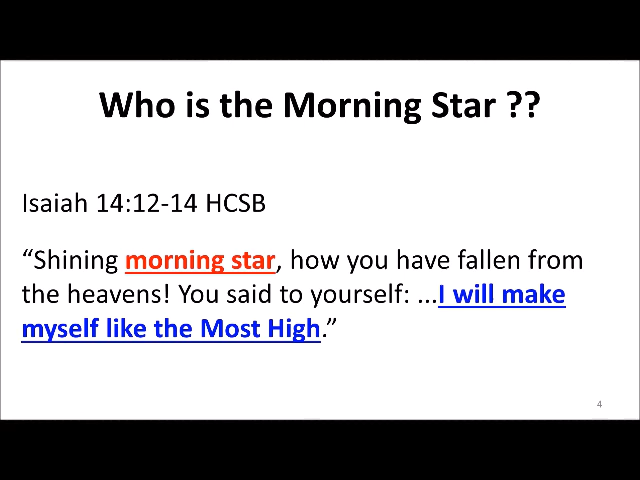 Who is the Morning Star ??
Isaiah 14:12-14 HCSB
“Shining morning star, how you have fallen from
the heavens! You said to yourself: ...I will make
myself like the Most High.”
4